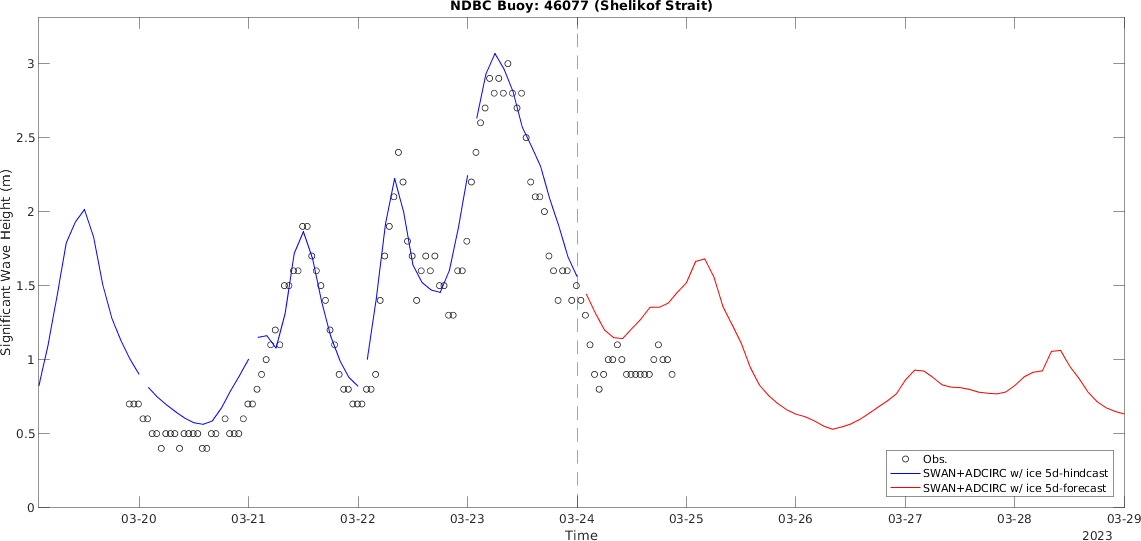 NDBC Buoy: 46077 (Shelikof Strait)
Significant Wave Height (m)
3
2.5
2
1.5
1
0.5
0
Obs.
SWAN+ADCIRC w/ ice 5d-hindcast
SWAN+ADCIRC w/ ice 5d-forecast
03-20 03-21 03-22 03-23 03-24 03-25 03-26 03-27 03-28 03-29
Time
2023